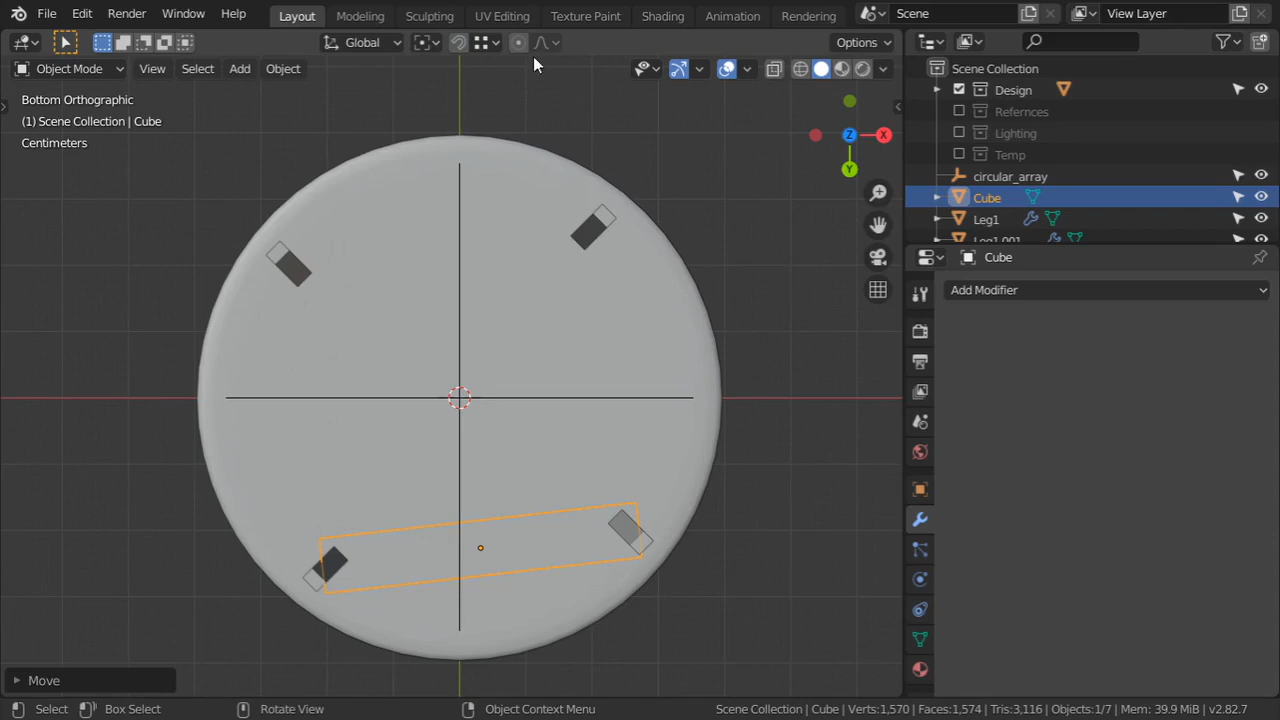 File Edit Render Window Help Layout Modeling Sculpting UV Editing Texture Paint Shading Animation Rendering Scene View Layer
Global Options
Object Mode View Select Add Object
Bottom Orthographic
(1) Scene Collection | Cube
Centimeters
X
Z
Y
Move
Scene Collection
Design
Refernces
Lighting
Temp
circular_array
Cube
Leg1
Leg1.001
Cube
Add Modifier
Select Box Select Rotate View Object Context Menu Scene Collection | Cube | Verts:1,570 | Faces:1,574 | Tris:3,116 | Objects:1/7 | Mem: 39.9 MiB | v2.82.7